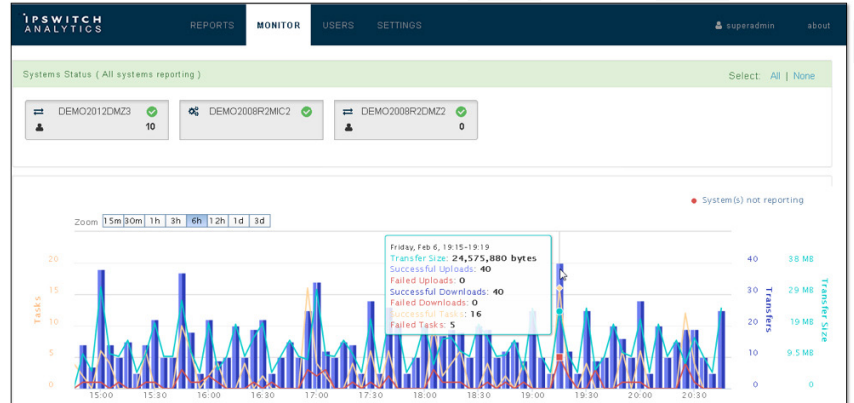 IPSWITCH
ANALYTICS
REPORTS MONITOR USERS SETTINGS superadmin about
Systems Status ( All systems reporting ) Select: All | None
DEMO2012DMZ3 DEMO2008R2MIC2 DEMO2008R2DMZ2
10 0
System(s) not reporting
Zoom 15m 30m 1h 3h 6h 12h 1d 3d
Friday, Feb 6, 19:15-19:19
Transfer Size: 24,575,880 bytes
Successful Uploads: 40
Failed Uploads: 0
Successful Downloads: 40
Failed Downloads: 0
Successful Tasks: 16
Failed Tasks: 5
20 40 38 MB
15 30 29 MB
10 20 19 MB
5 10 9.5 MB
0 0 0
Tasks
Transfers
Transfer Size
15:00 15:30 16:00 16:30 17:00 17:30 18:00 18:30 19:00 19:30 20:00 20:30